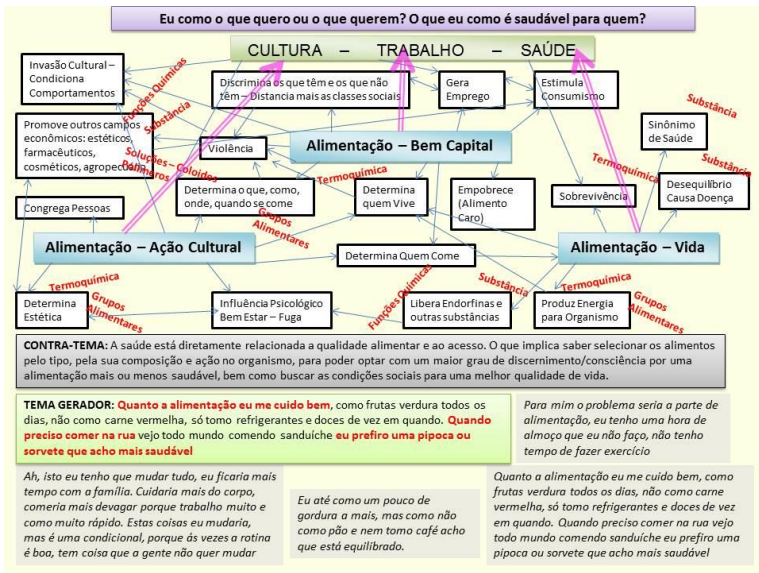 Eu como o que quero ou o que querem? O que eu como é saudável para quem?
CULTURA – TRABALHO – SAÚDE
Invasão Cultural –
Condiciona
Comportamentos
Funções Químicas
Substância
Discrimina os que têm e os que não
têm – Distancia mais as classes sociais
Gera
Emprego
Estimula
Consumismo
Substância
Promove outros campos
econômicos: estéticos,
farmacêuticos,
cosméticos, agropecuário
Soluções – Coloides
Polímeros
Violência
Alimentação – Bem Capital
Sinônimo
de Saúde
Termoquímica
Substância
Determina o que, como,
onde, quando se come
Termoquímica
Determina
quem Vive
Empobrece
(Alimento
Caro)
Sobrevivência
Desequilíbrio
Causa Doença
Congrega Pessoas
Grupos
Alimentares
Alimentação – Ação Cultural
Determina Quem Come
Alimentação – Vida
Termoquímica
Grupos
Alimentares
Funções Químicas
Substância
Termoquímica
Grupos
Alimentares
Determina
Estética
Influência Psicológico
Bem Estar – Fuga
Libera Endorfinas e
outras substâncias
Produz Energia
para Organismo
CONTRA-TEMA: A saúde está diretamente relacionada a qualidade alimentar e ao acesso. O que implica saber selecionar os alimentos
pelo tipo, pela sua composição e ação no organismo, para poder optar com um maior grau de discernimento/consciência por uma
alimentação mais ou menos saudável, bem como buscar as condições sociais para uma melhor qualidade de vida.
TEMA GERADOR: Quanto a alimentação eu me cuido bem, como frutas verdura todos os
dias, não como carne vermelha, só tomo refrigerantes e doces de vez em quando. Quando
preciso comer na rua vejo todo mundo comendo sanduíche eu prefiro uma pipoca ou
sorvete que acho mais saudável
Para mim o problema seria a parte de
alimentação, eu tenho uma hora de
almoço que eu não faço, não tenho
tempo de fazer exercício
Ah, isto eu tenho que mudar tudo, eu ficaria mais
tempo com a família. Cuidaria mais do corpo,
comeria mais devagar porque trabalho muito e
como muito rápido. Estas coisas eu mudaria,
mas é uma condicional, porque ás vezes a rotina
é boa, tem coisa que a gente não quer mudar
Eu até como um pouco de
gordura a mais, mas como não
como pão e nem tomo café acho
que está equilibrado.
Quanto a alimentação eu me cuido bem, como
frutas verdura todos os dias, não como carne
vermelha, só tomo refrigerantes e doces de vez
em quando. Quando preciso comer na rua vejo
todo mundo comendo sanduíche eu prefiro uma
pipoca ou sorvete que acho mais saudável